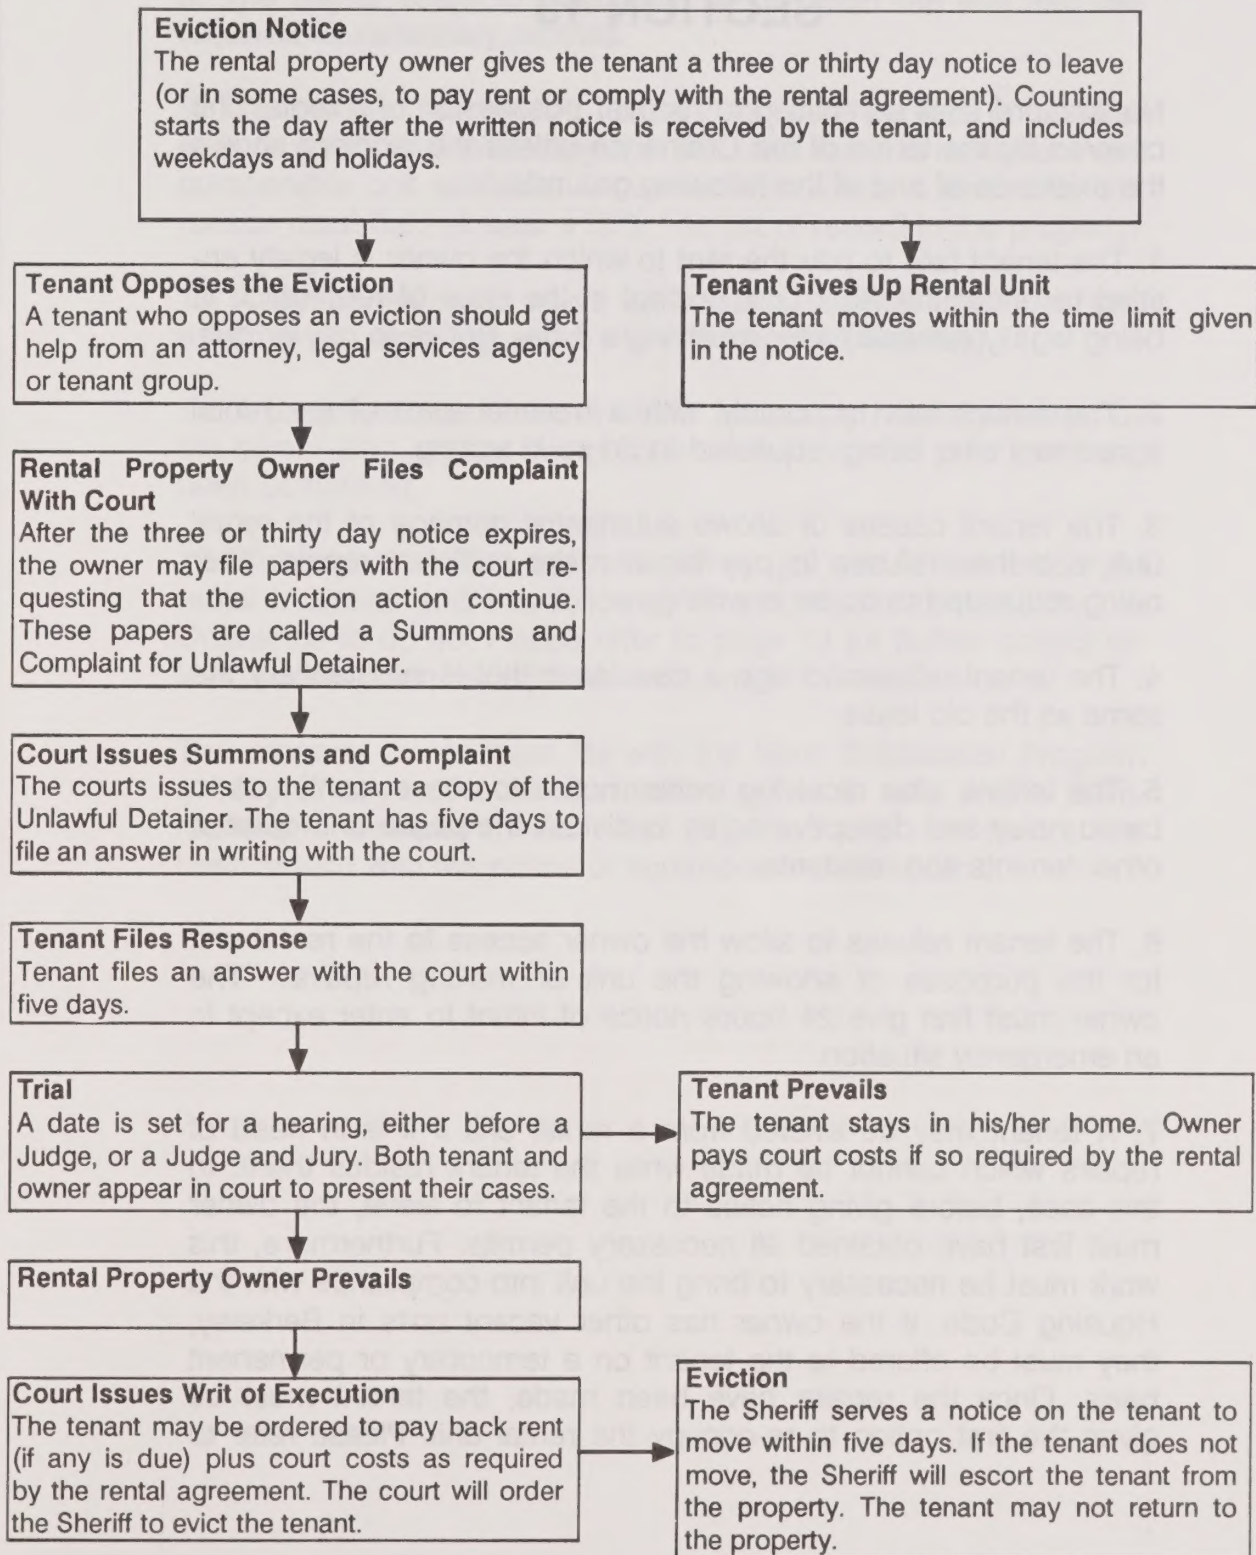 Eviction Notice
The rental property owner gives the tenant a three or thirty day notice to leave
(or in some cases, to pay rent or comply with the rental agreement). Counting
starts the day after the written notice is received by the tenant, and includes
weekdays and holidays.
Tenant Opposes the Eviction
A tenant who opposes an eviction should get
help from an attorney, legal services agency
or tenant group.
Tenant Gives Up Rental Unit
The tenant moves within the time limit given
in the notice.
Rental Property Owner Files Complaint
With Court
After the three or thirty day notice expires,
the owner may file papers with the court re-
questing that the eviction action continue.
These papers are called a Summons and
Complaint for Unlawful Detainer.
Court Issues Summons and Complaint
The courts issues to the tenant a copy of the
Unlawful Detainer. The tenant has five days to
file an answer in writing with the court.
Tenant Files Response
Tenant files an answer with the court within
five days.
Trial
A date is set for a hearing, either before a
Judge, or a Judge and Jury. Both tenant and
owner appear in court to present their cases.
Tenant Prevails
The tenant stays in his/her home. Owner
pays court costs if so required by the rental
agreement.
Rental Property Owner Prevails
Court Issues Writ of Execution
The tenant may be ordered to pay back rent
(if any is due) plus court costs as required
by the rental agreement. The court will order
the Sheriff to evict the tenant.
Eviction
The Sheriff serves a notice on the tenant to
move within five days. If the tenant does not
move, the Sheriff will escort the tenant from
the property. The tenant may not return to
the property.